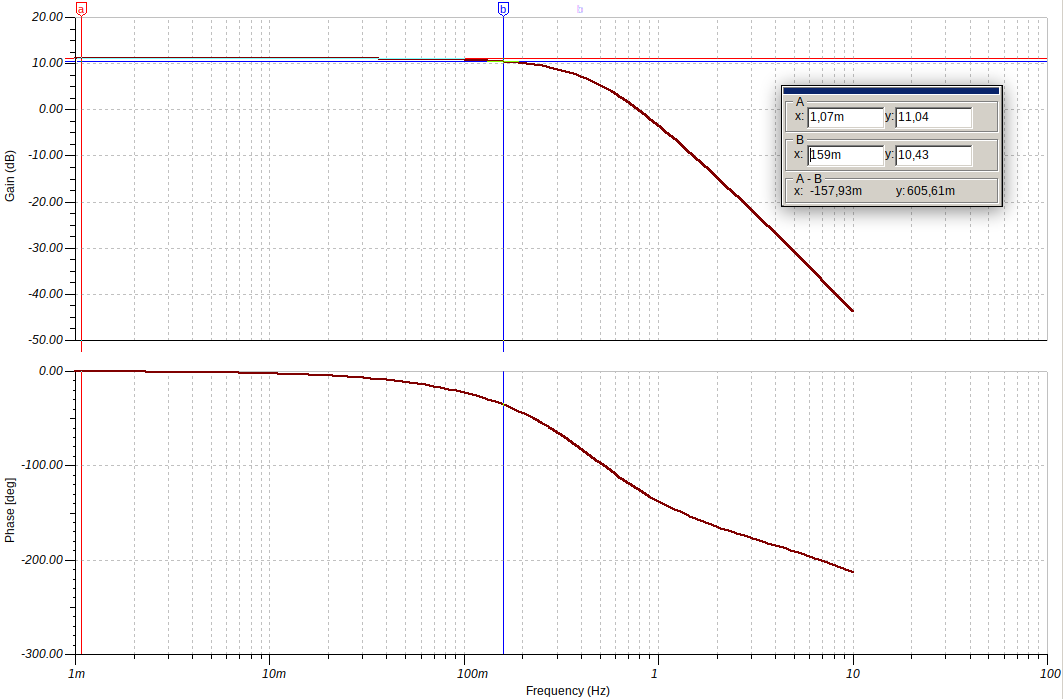 a b b
20.00
10.00
0.00
-10.00
-20.00
-30.00
-40.00
-50.00
Gain (dB)
A
x: 1,07m y: 11,04
B
x: 159m y: 10,43
A - B
x: -157,93m y: 605,61m
0.00
-100.00
-200.00
-300.00
Phase [deg]
1m 10m 100m 1 10 100
Frequency (Hz)